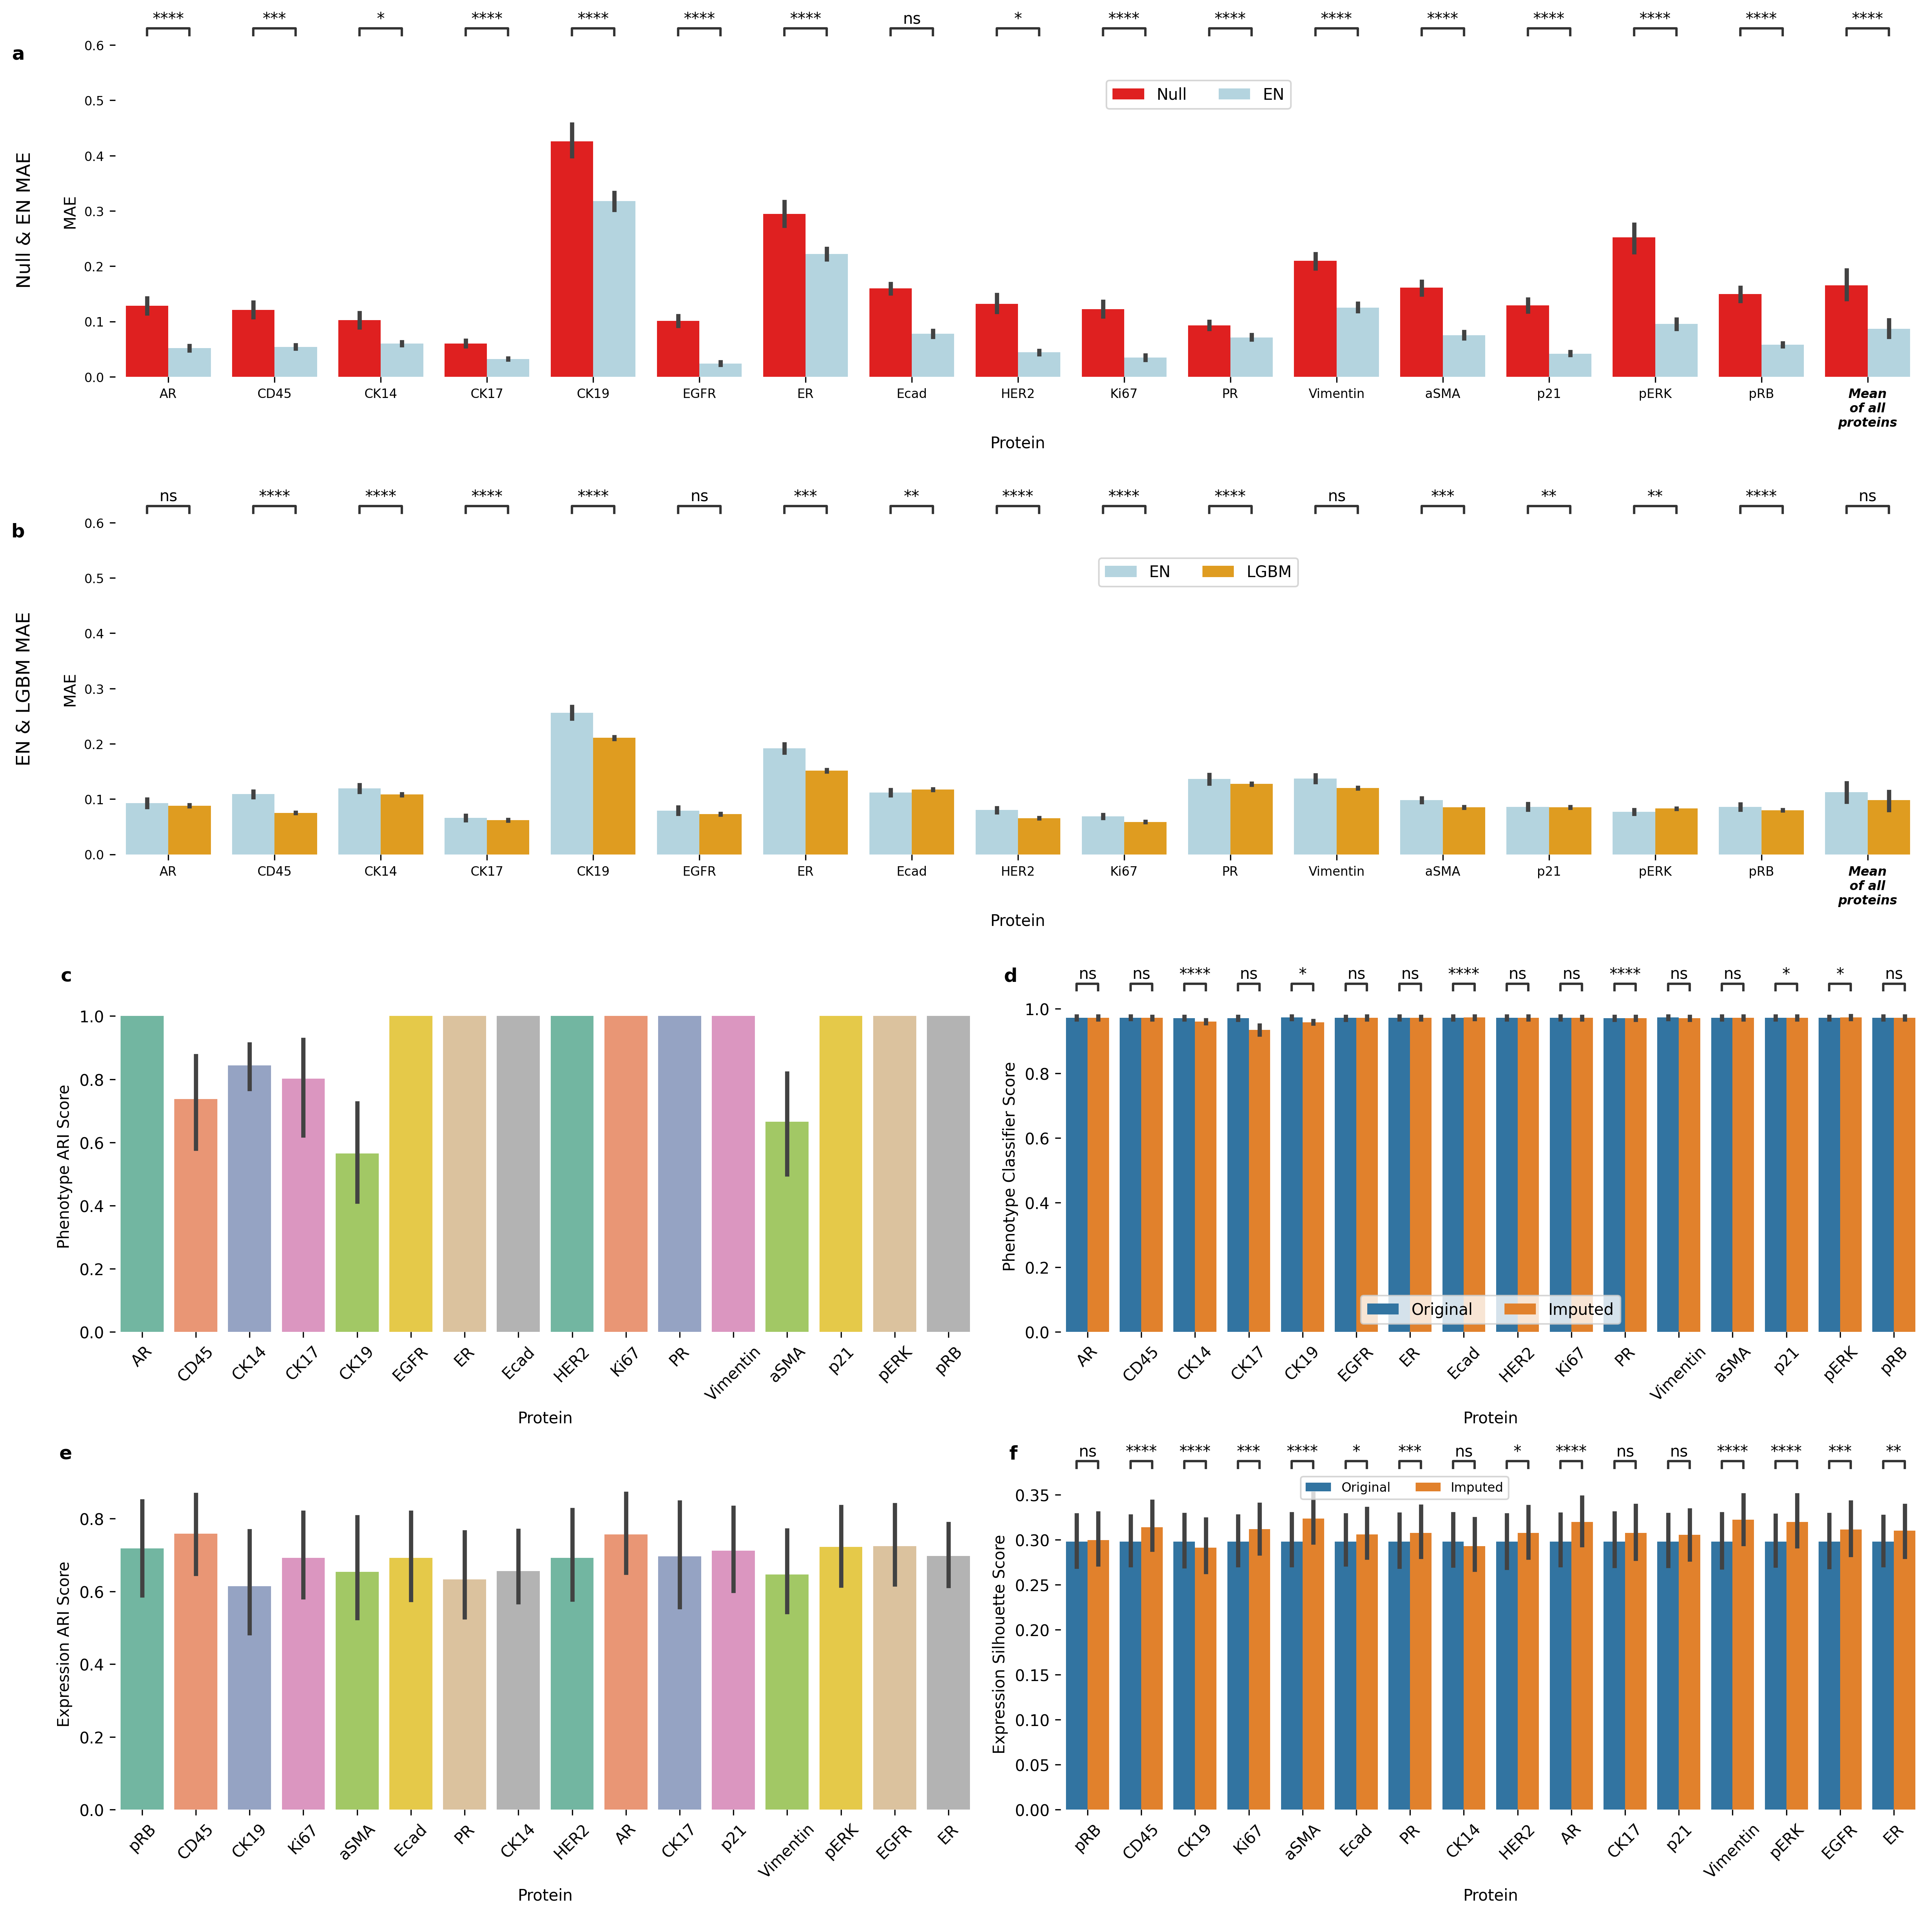 **** *** * **** **** **** **** ns * **** **** **** **** **** **** **** ****
a
Null & EN MAE
MAE
0.6
0.5
0.4
0.3
0.2
0.1
0.0
Null EN
AR CD45 CK14 CK17 CK19 EGFR ER Ecad HER2 Ki67 PR Vimentin aSMA p21 pERK pRB Mean
of all
proteins
Protein
ns **** **** **** **** ns *** ** **** **** **** ns *** ** ** **** ns
b
EN & LGBM MAE
MAE
0.6
0.5
0.4
0.3
0.2
0.1
0.0
EN LGBM
AR CD45 CK14 CK17 CK19 EGFR ER Ecad HER2 Ki67 PR Vimentin aSMA p21 pERK pRB Mean
of all
proteins
Protein
c
Phenotype ARI Score
1.0
0.8
0.6
0.4
0.2
0.0
AR CD45 CK14 CK17 CK19 EGFR ER Ecad HER2 Ki67 PR Vimentin aSMA p21 pERK pRB
Protein
d
ns ns **** ns * ns ns **** ns ns **** ns ns * * ns
Phenotype Classifier Score
1.0
0.8
0.6
0.4
0.2
0.0
Original Imputed
AR CD45 CK14 CK17 CK19 EGFR ER Ecad HER2 Ki67 PR Vimentin aSMA p21 pERK pRB
Protein
e
Expression ARI Score
0.8
0.6
0.4
0.2
0.0
pRB CD45 CK19 Ki67 aSMA Ecad PR CK14 HER2 AR CK17 p21 Vimentin pERK EGFR ER
Protein
f
ns **** **** *** **** * *** ns * **** ns ns **** **** *** **
Expression Silhouette Score
Original Imputed
0.35
0.30
0.25
0.20
0.15
0.10
0.05
0.00
pRB CD45 CK19 Ki67 aSMA Ecad PR CK14 HER2 AR CK17 p21 Vimentin pERK EGFR ER
Protein